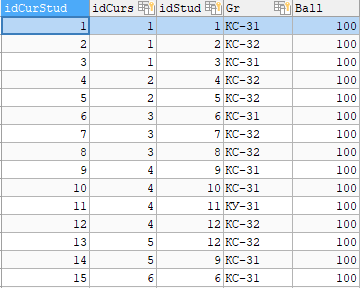 idCurStud idCurs idStud Gr Ball
1 1 1 КС-31 100
2 1 2 КС-32 100
3 1 3 КС-31 100
4 2 4 КС-32 100
5 2 5 КС-32 100
6 3 6 КС-31 100
7 3 7 КС-32 100
8 3 8 КС-32 100
9 4 9 КС-31 100
10 4 10 КС-31 100
11 4 11 КУ-31 100
12 4 12 КС-32 100
13 5 12 КС-32 100
14 5 9 КС-31 100
15 6 6 КС-31 100